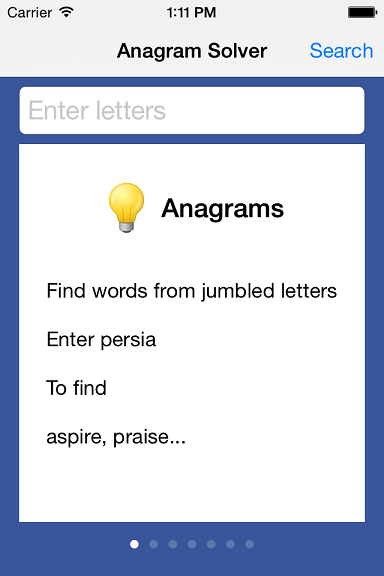 Carrier 1:11 PM
Anagram Solver Search
Enter letters
Anagrams
Find words from jumbled letters
Enter persia
To find
aspire, praise...